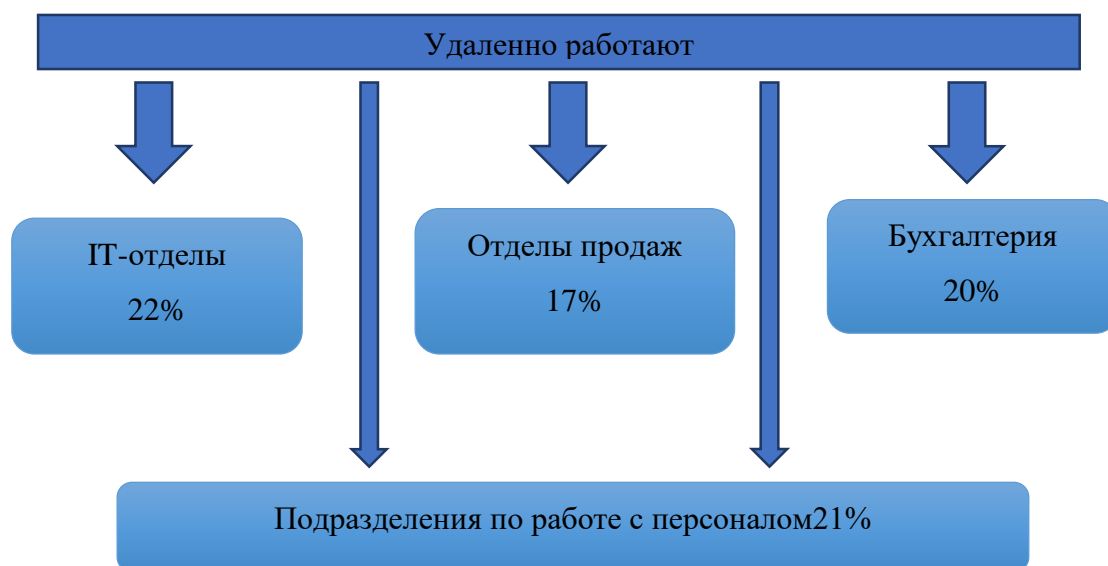 Удаленно работают
IT-отделы
22%
Отделы продаж
17%
Бухгалтерия
20%
Подразделения по работе с персоналом21%